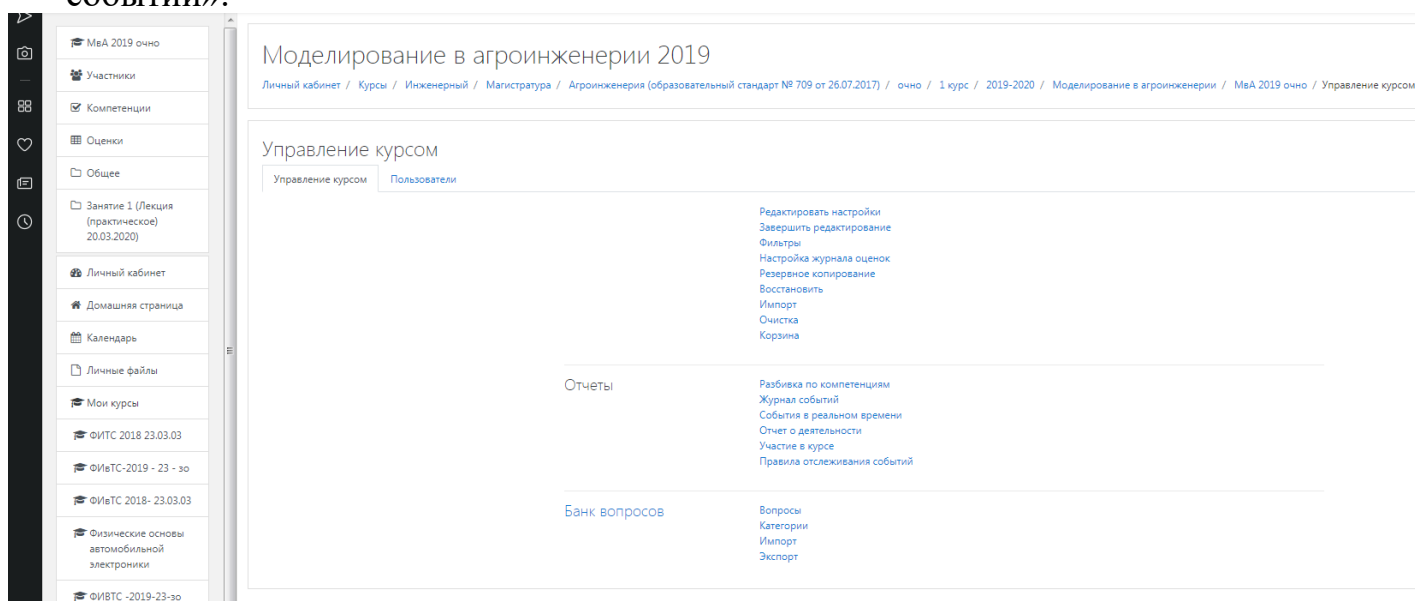 событий».
МвА 2019 очно
Участники
Компетенции
Оценки
Общее
Занятие 1 (Лекция
(практическое)
20.03.2020)
Личный кабинет
Домашняя страница
Календарь
Личные файлы
Мои курсы
ФИТС 2018 23.03.03
ФИвТС-2019 - 23 - зо
ФИвТС 2018- 23.03.03
Физические основы
автомобильной
электроники
ФИВТС -2019-23-зо
Моделирование в агроинженерии 2019
Личный кабинет / Курсы / Инженерный / Магистратура / Агроинженерия (образовательный стандарт № 709 от 26.07.2017) / очно / 1 курс / 2019-2020 / Моделирование в агроинженерии / МвА 2019 очно / Управление курсом
Управление курсом
Управление курсом Пользователи
Редактировать настройки
Завершить редактирование
Фильтры
Настройка журнала оценок
Резервное копирование
Восстановить
Импорт
Очистка
Корзина
Отчеты
Разбивка по компетенциям
Журнал событий
События в реальном времени
Отчет о деятельности
Участие в курсе
Правила отслеживания событий
Банк вопросов
Вопросы
Категории
Импорт
Экспорт